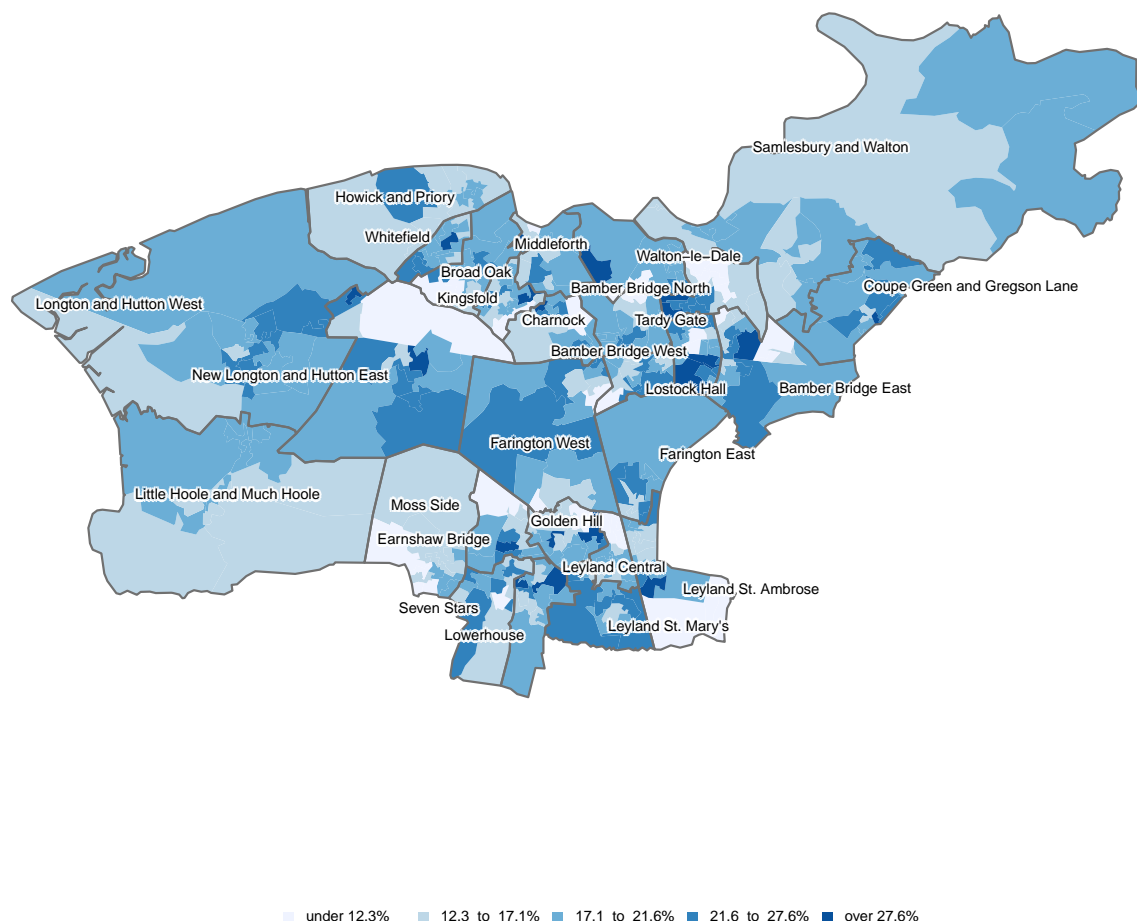 Samlesbury and Walton
Howick and Priory
Whitefield
Middleforth
Walton−le−Dale
Broad Oak
Bamber Bridge North
Coupe Green and Gregson Lane
Longton and Hutton West
Kingsfold
Charnock
Tardy Gate
Bamber Bridge West
New Longton and Hutton East
Lostock Hall
Bamber Bridge East
Farington West
Farington East
Little Hoole and Much Hoole
Moss Side
Golden Hill
Earnshaw Bridge
Leyland Central
Leyland St. Ambrose
Seven Stars
Leyland St. Mary's
Lowerhouse
under 12.3% 12.3 to 17.1% 17.1 to 21.6% 21.6 to 27.6% over 27.6%